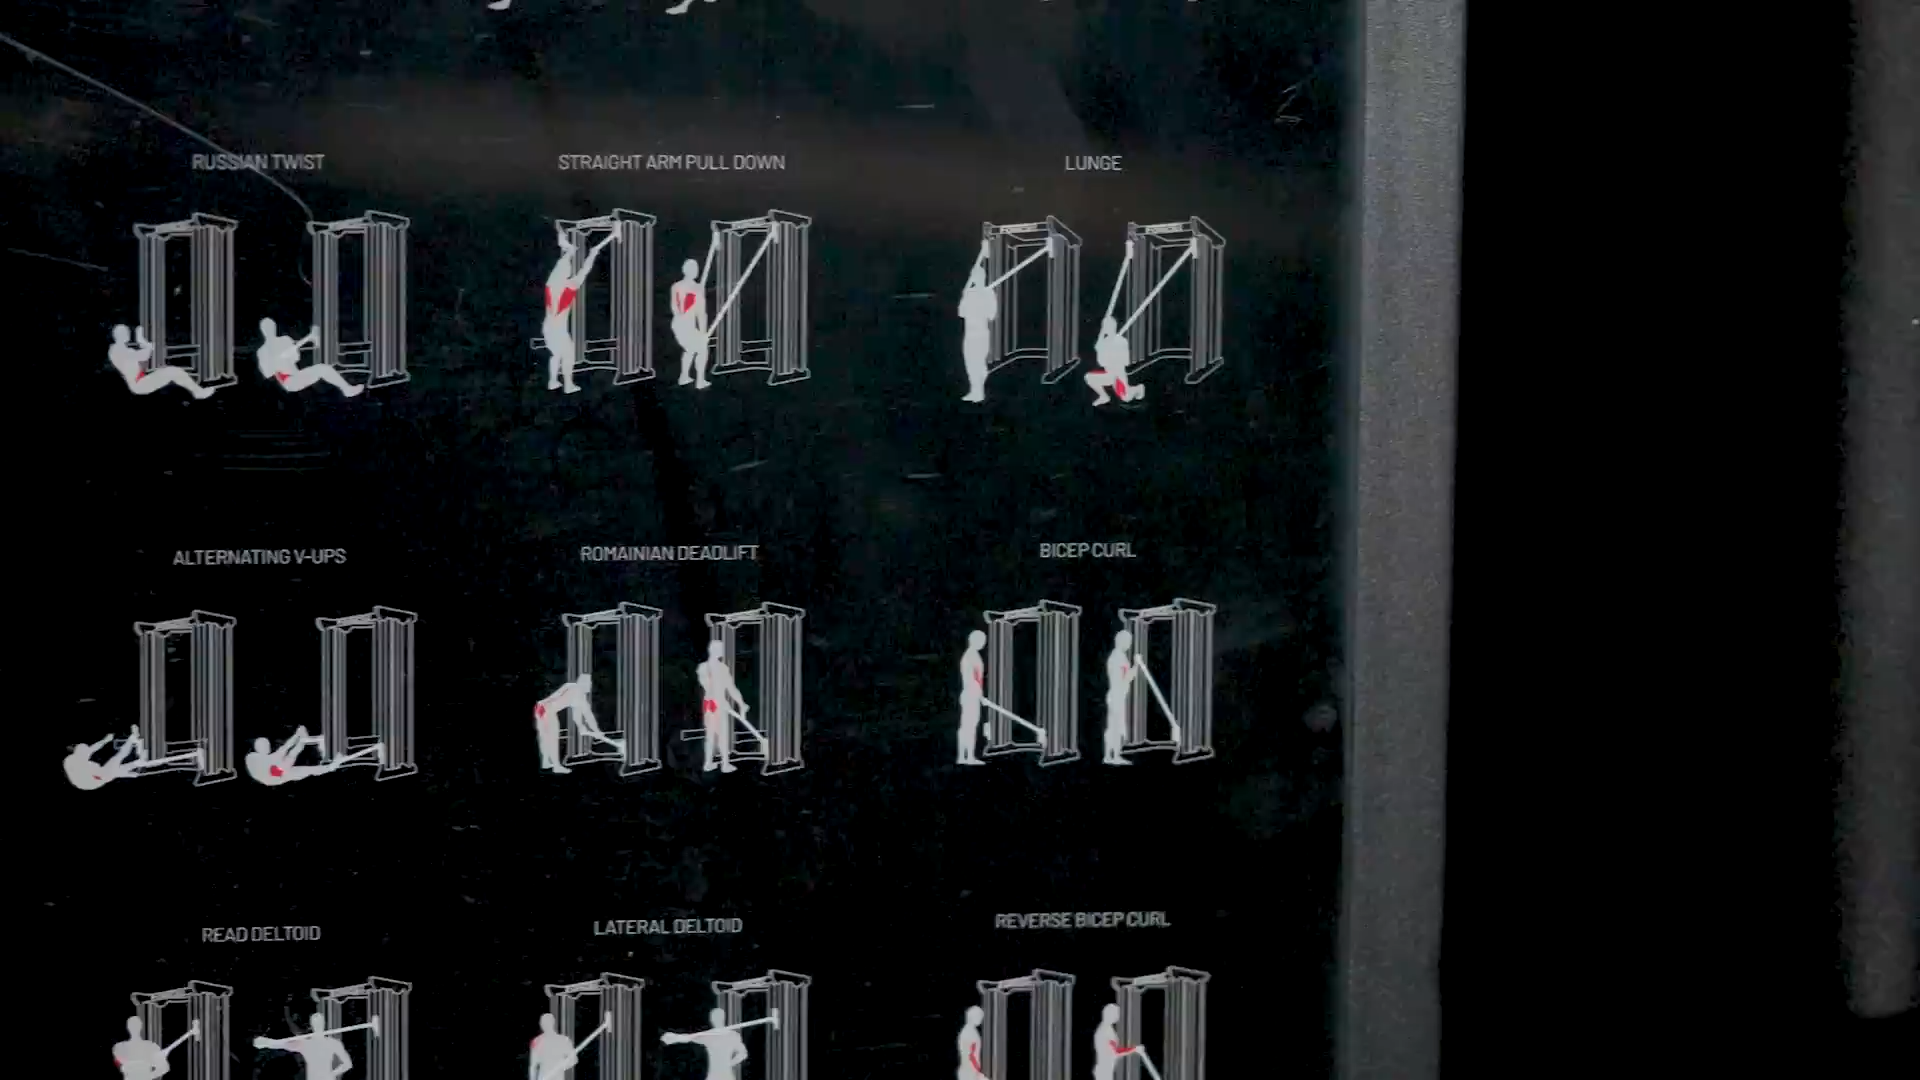 RUSSIAN TWIST
STRAIGHT ARM PULL DOWN
LUNGE
ALTERNATING V-UPS
ROMAINIAN DEADLIFT
BICEP CURL
READ DELTOID
LATERAL DELTOID
REVERSE BICEP CURL